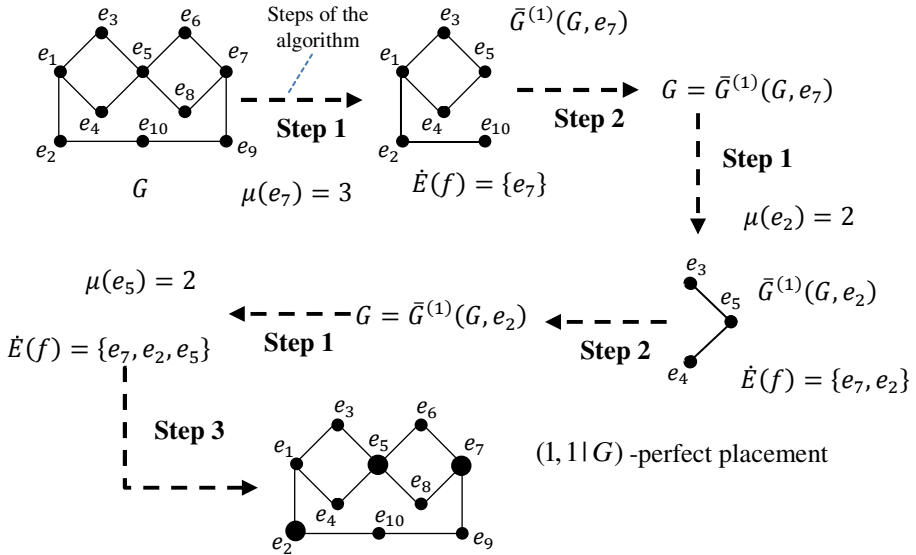 e₃ e₆
e₁ e₅ e₇
e₄ e₈
e₂ e₁₀ e₉
G
Steps of the
algorithm
Step 1
μ(e₇) = 3
e₃
e₁ e₅
e₄ e₁₀
e₂
Ḡ⁽¹⁾(G, e₇)
Ė(f) = {e₇}
Step 2
G = Ḡ⁽¹⁾(G, e₇)
Step 1
μ(e₂) = 2
e₃
e₅
e₄
Ḡ⁽¹⁾(G, e₂)
Ė(f) = {e₇, e₂}
Step 2
G = Ḡ⁽¹⁾(G, e₂)
Step 1
μ(e₅) = 2
Ė(f) = {e₇, e₂, e₅}
Step 3
e₃ e₆
e₁ e₅ e₇
e₄ e₈
e₂ e₁₀ e₉
(1, 1 | G) -perfect placement